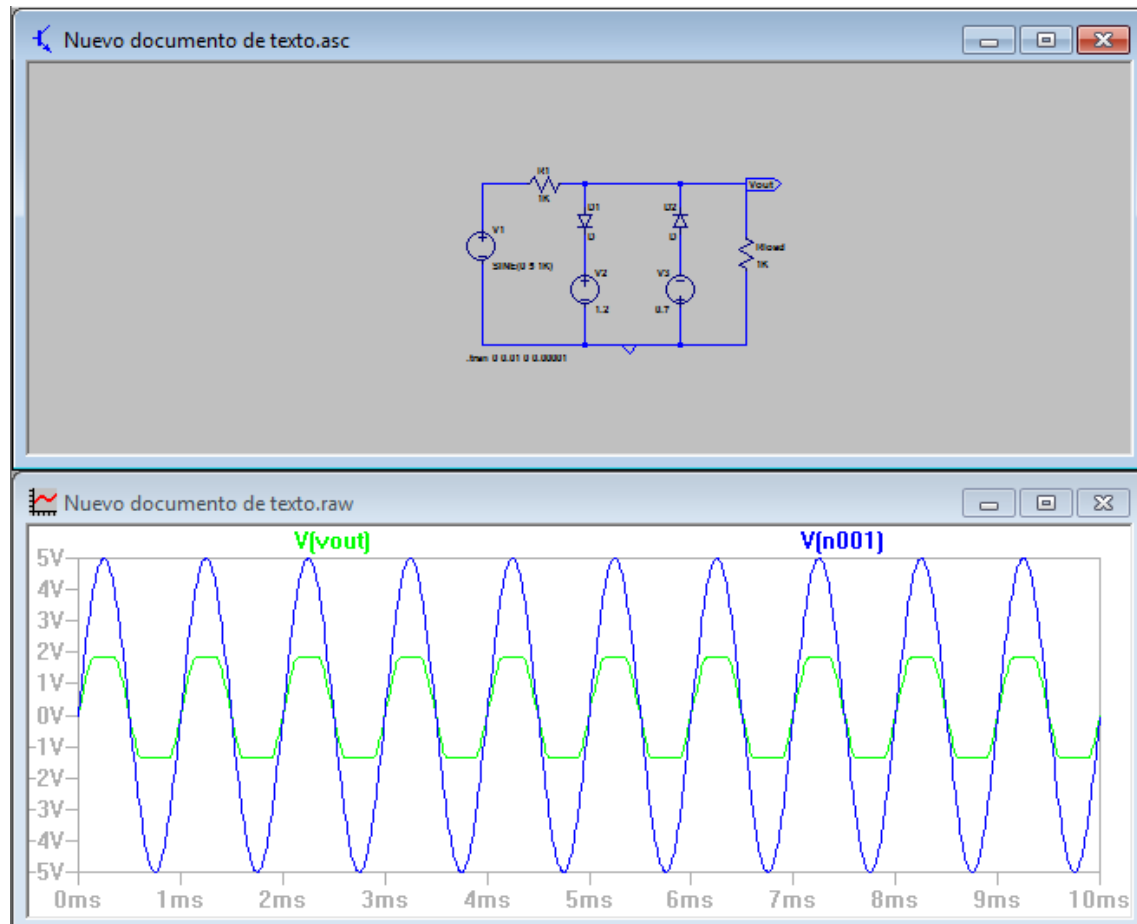 Nuevo documento de texto.asc
R1
1K
Vout
D1
D2
D
D
V1
Rload
1K
SINE(0 5 1K)
V2
V3
1.2
0.7
.tran 0 0.01 0 0.00001
Nuevo documento de texto.raw
V(vout) V(n001)
5V
4V
3V
2V
1V
0V
-1V
-2V
-3V
-4V
-5V
0ms 1ms 2ms 3ms 4ms 5ms 6ms 7ms 8ms 9ms 10ms